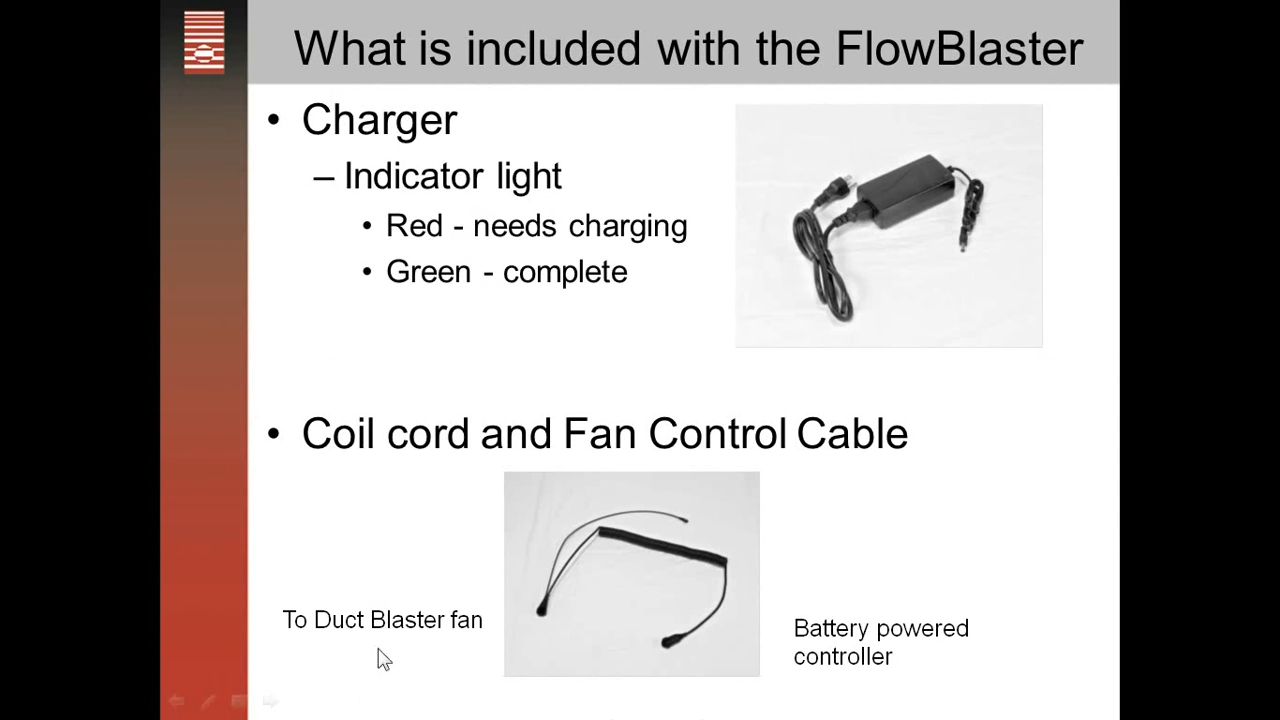 What is included with the FlowBlaster
• Charger
– Indicator light
• Red - needs charging
• Green - complete
• Coil cord and Fan Control Cable
To Duct Blaster fan
Battery powered
controller